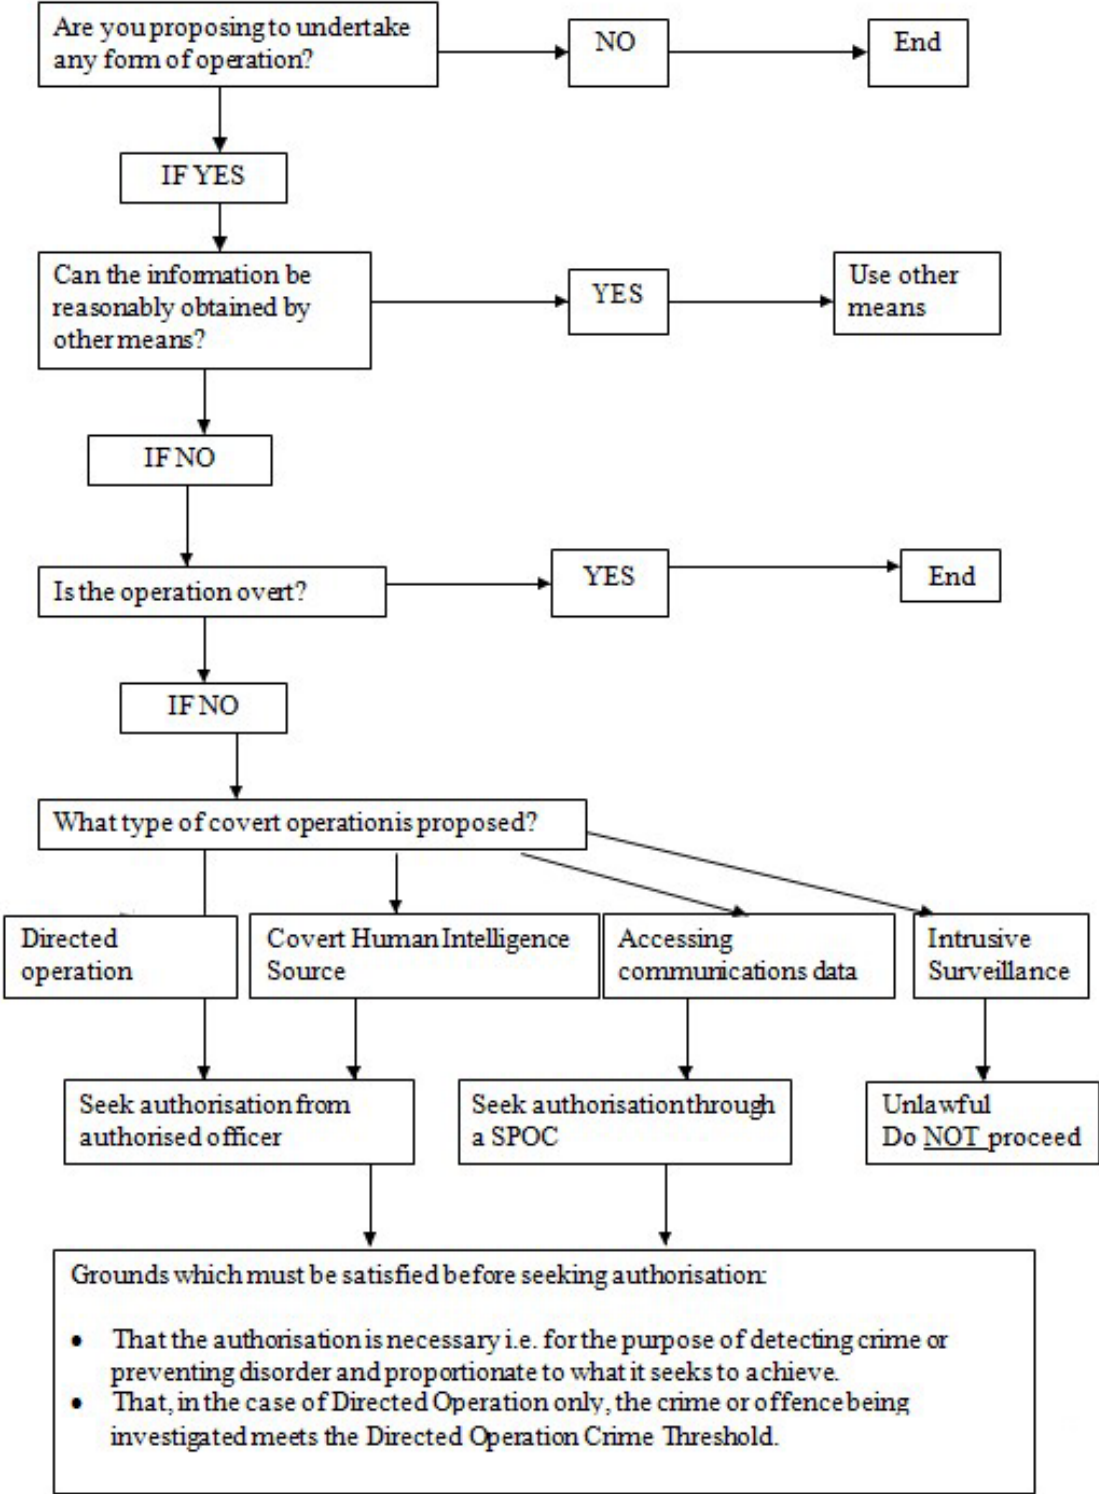 Are you proposing to undertake
any form of operation?
NO
End
IF YES
Can the information be
reasonably obtained by
other means?
YES
Use other
means
IF NO
Is the operation overt?
YES
End
IF NO
What type of covert operation is proposed?
Directed
operation
Covert Human Intelligence
Source
Accessing
communications data
Intrusive
Surveillance
Seek authorisation from
authorised officer
Seek authorisation through
a SPOC
Unlawful
Do NOT proceed
Grounds which must be satisfied before seeking authorisation:
• That the authorisation is necessary i.e. for the purpose of detecting crime or
preventing disorder and proportionate to what it seeks to achieve.
• That, in the case of Directed Operation only, the crime or offence being
investigated meets the Directed Operation Crime Threshold.